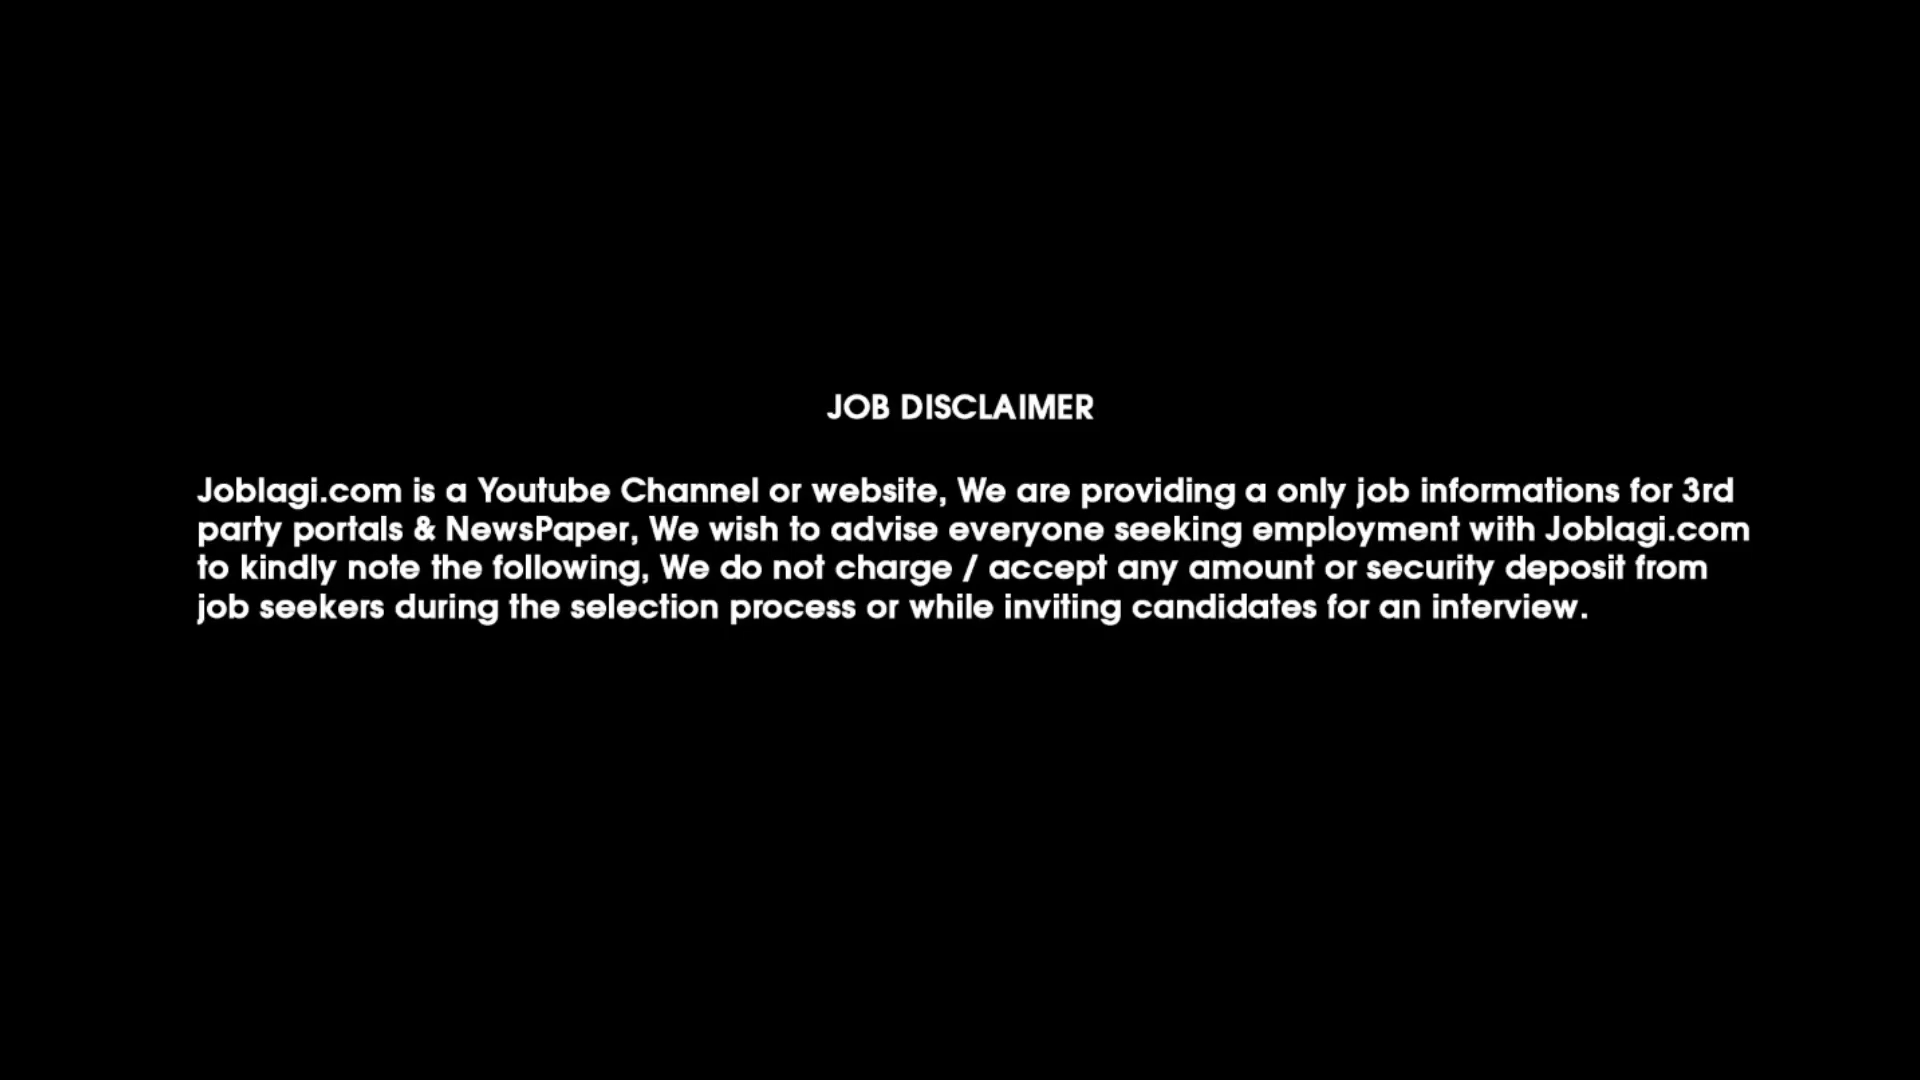 JOB DISCLAIMER
Joblagi.com is a Youtube Channel or website, We are providing a only job informations for 3rd
party portals & NewsPaper, We wish to advise everyone seeking employment with Joblagi.com
to kindly note the following, We do not charge / accept any amount or security deposit from
job seekers during the selection process or while inviting candidates for an interview.